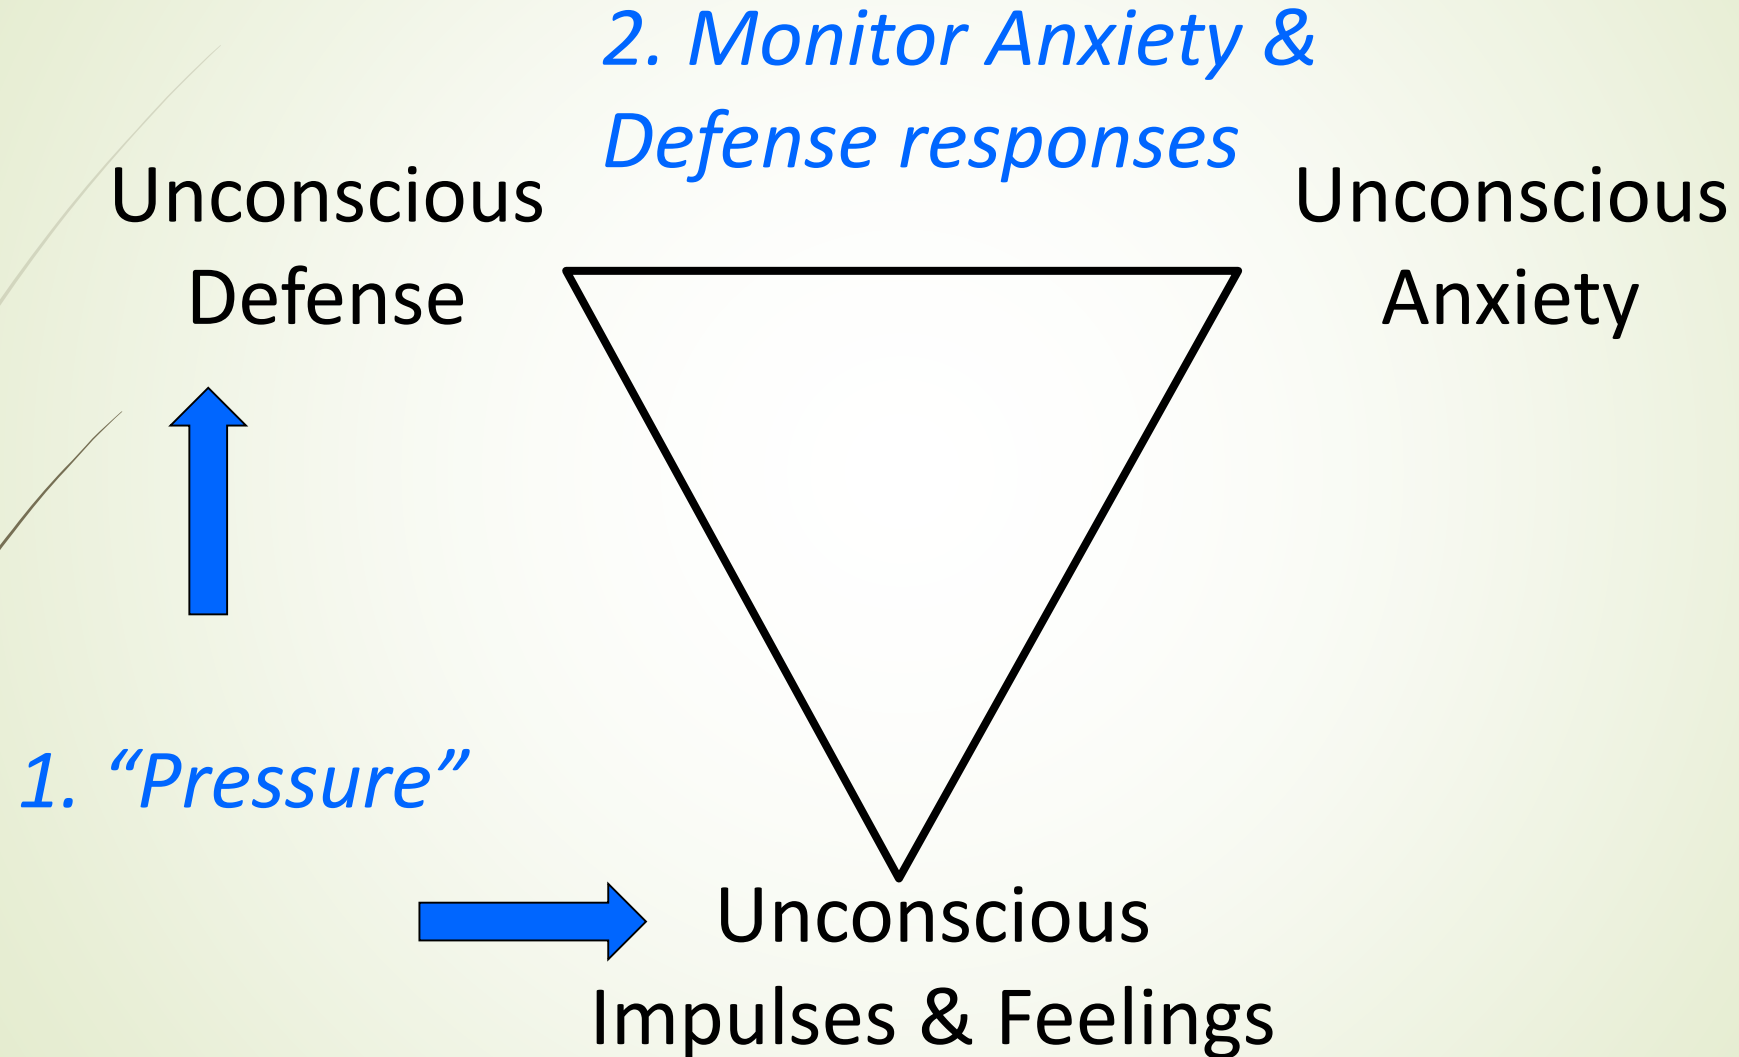 2. Monitor Anxiety &
Defense responses
Unconscious
Defense
Unconscious
Anxiety
1. “Pressure”
Unconscious
Impulses & Feelings